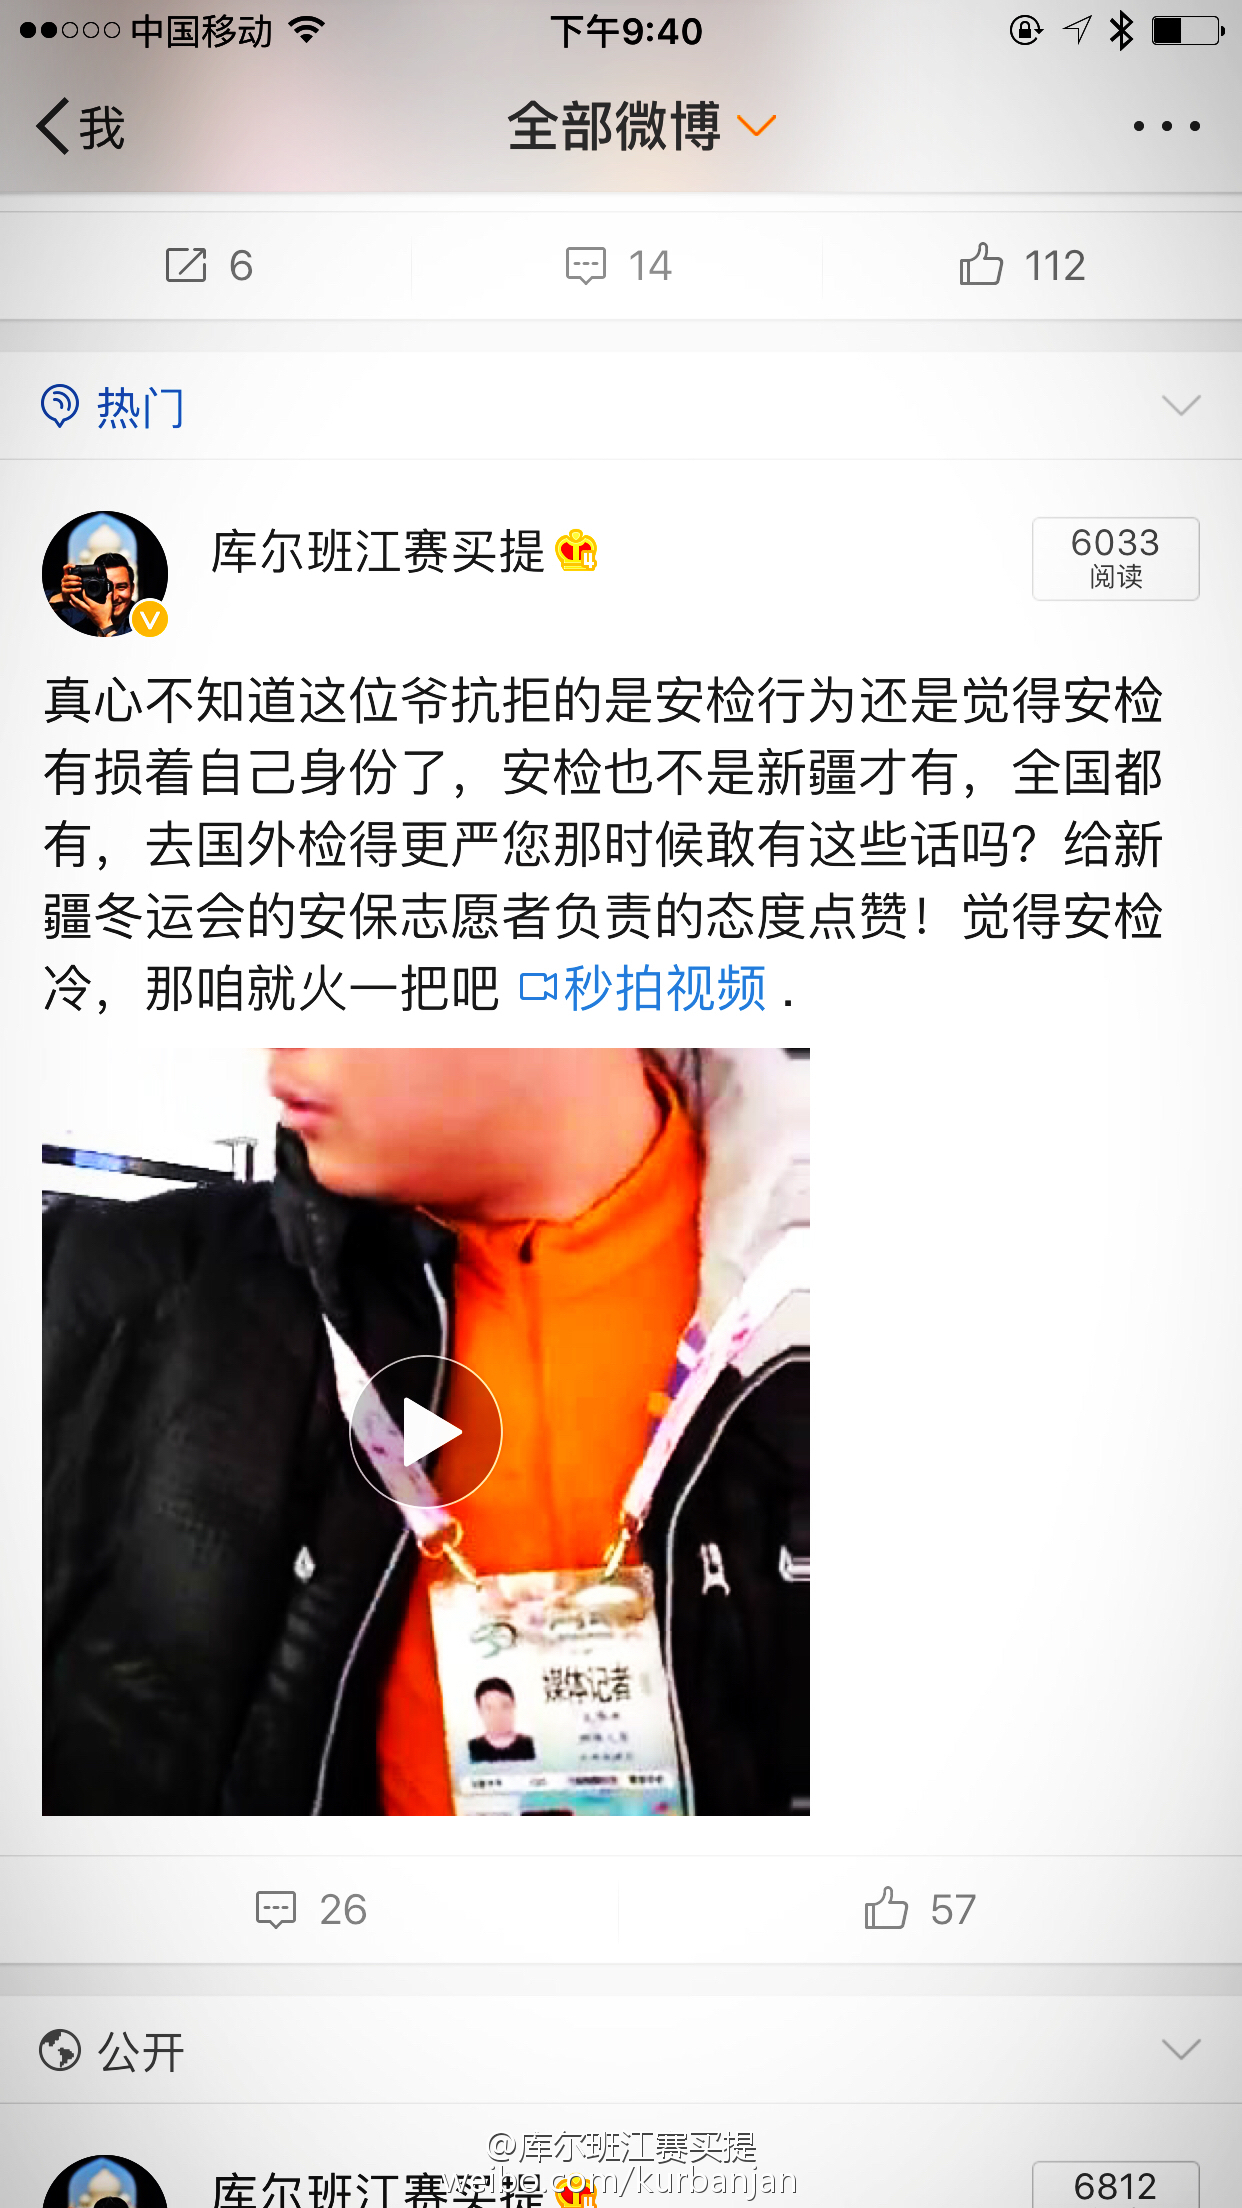 中国移动
下午9:40
我
全部微博
6
14
112
热门
库尔班江赛买提
6033
阅读
真心不知道这位爷抗拒的是安检行为还是觉得安检
有损着自己身份了，安检也不是新疆才有，全国都
有，去国外检得更严您那时候敢有这些话吗？给新
疆冬运会的安保志愿者负责的态度点赞！觉得安检
冷，那咱就火一把吧 秒拍视频 .
媒体记者
26
57
公开
库尔班江赛买提
6812
@库尔班江赛买提
weibo.com/kurbanjan